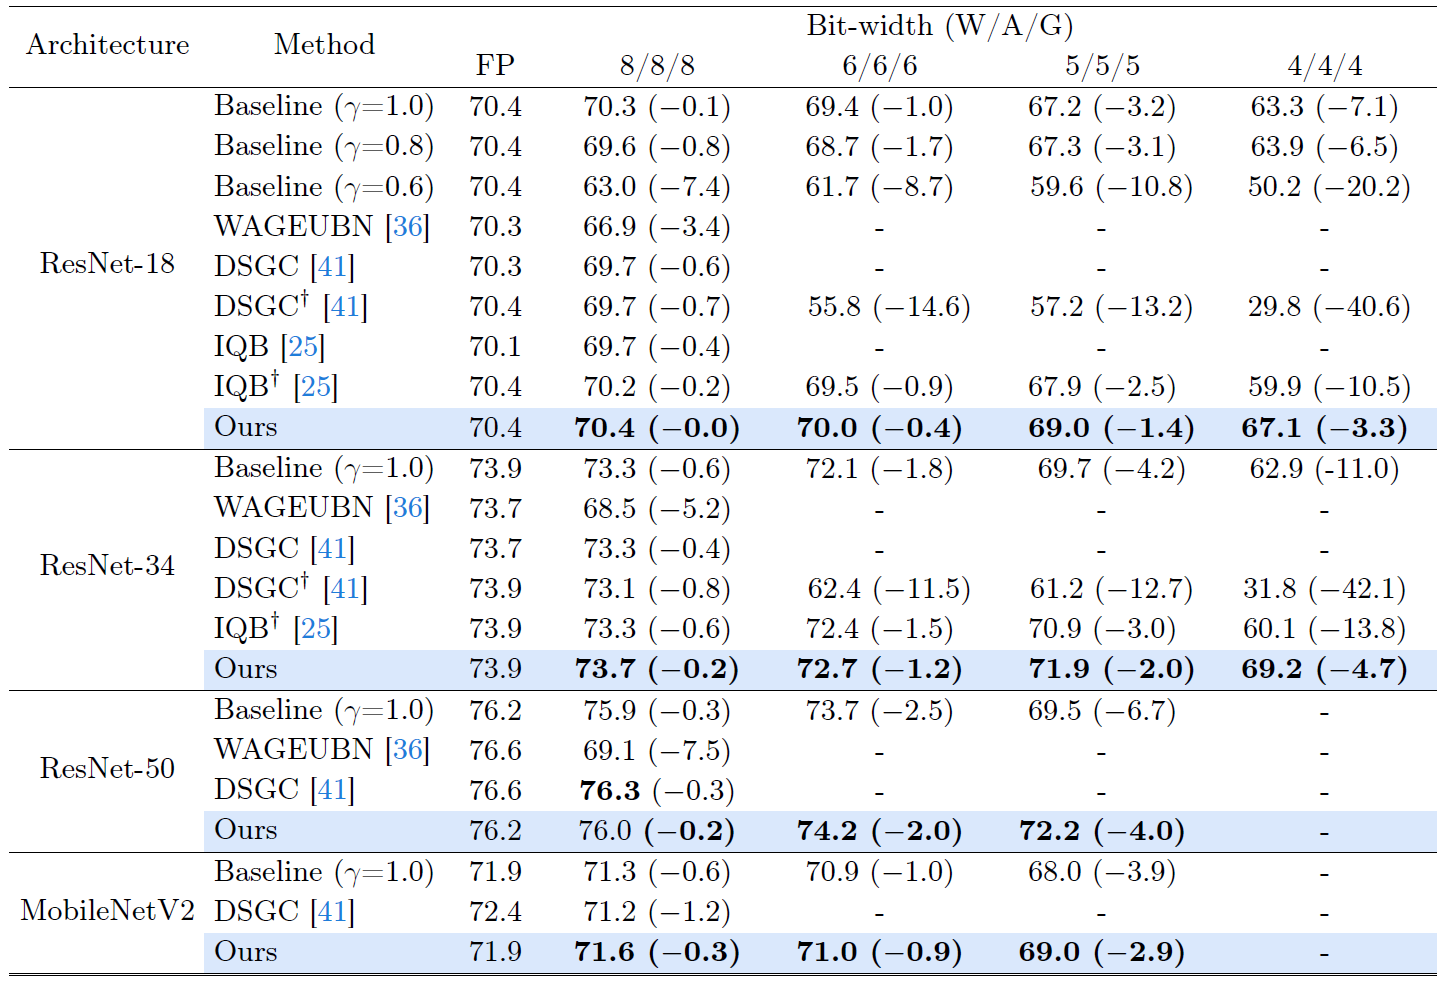 Architecture Method Bit-width (W/A/G)
FP 8/8/8 6/6/6 5/5/5 4/4/4
Baseline (γ=1.0) 70.4 70.3 (−0.1) 69.4 (−1.0) 67.2 (−3.2) 63.3 (−7.1)
Baseline (γ=0.8) 70.4 69.6 (−0.8) 68.7 (−1.7) 67.3 (−3.1) 63.9 (−6.5)
Baseline (γ=0.6) 70.4 63.0 (−7.4) 61.7 (−8.7) 59.6 (−10.8) 50.2 (−20.2)
WAGEUBN [36] 70.3 66.9 (−3.4) - - -
ResNet-18 DSGC [41] 70.3 69.7 (−0.6) - - -
DSGC† [41] 70.4 69.7 (−0.7) 55.8 (−14.6) 57.2 (−13.2) 29.8 (−40.6)
IQB [25] 70.1 69.7 (−0.4) - - -
IQB† [25] 70.4 70.2 (−0.2) 69.5 (−0.9) 67.9 (−2.5) 59.9 (−10.5)
Ours 70.4 70.4 (−0.0) 70.0 (−0.4) 69.0 (−1.4) 67.1 (−3.3)
Baseline (γ=1.0) 73.9 73.3 (−0.6) 72.1 (−1.8) 69.7 (−4.2) 62.9 (-11.0)
WAGEUBN [36] 73.7 68.5 (−5.2) - - -
ResNet-34 DSGC [41] 73.7 73.3 (−0.4) - - -
DSGC† [41] 73.9 73.1 (−0.8) 62.4 (−11.5) 61.2 (−12.7) 31.8 (−42.1)
IQB† [25] 73.9 73.3 (−0.6) 72.4 (−1.5) 70.9 (−3.0) 60.1 (−13.8)
Ours 73.9 73.7 (−0.2) 72.7 (−1.2) 71.9 (−2.0) 69.2 (−4.7)
Baseline (γ=1.0) 76.2 75.9 (−0.3) 73.7 (−2.5) 69.5 (−6.7) -
ResNet-50 WAGEUBN [36] 76.6 69.1 (−7.5) - - -
DSGC [41] 76.6 76.3 (−0.3) - - -
Ours 76.2 76.0 (−0.2) 74.2 (−2.0) 72.2 (−4.0) -
Baseline (γ=1.0) 71.9 71.3 (−0.6) 70.9 (−1.0) 68.0 (−3.9) -
MobileNetV2 DSGC [41] 72.4 71.2 (−1.2) - - -
Ours 71.9 71.6 (−0.3) 71.0 (−0.9) 69.0 (−2.9) -